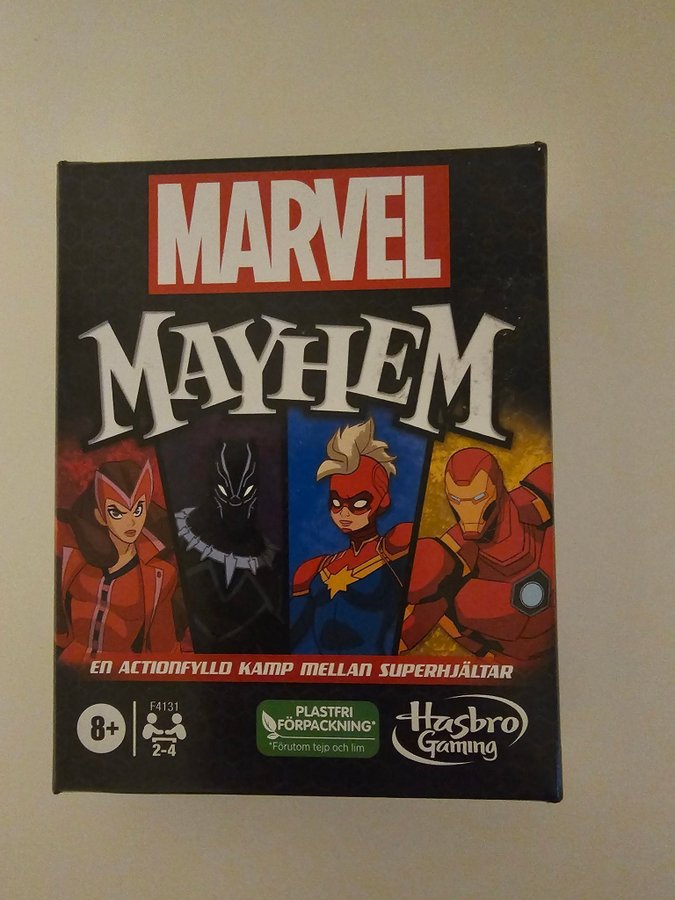 MARVEL
MAYHEM
EN ACTIONFYLLD KAMP MELLAN SUPERHJÄLTAR
8+
F4131
2-4
PLASTFRI
FÖRPACKNING*
*Förutom tejp och lim
Hasbro
Gaming